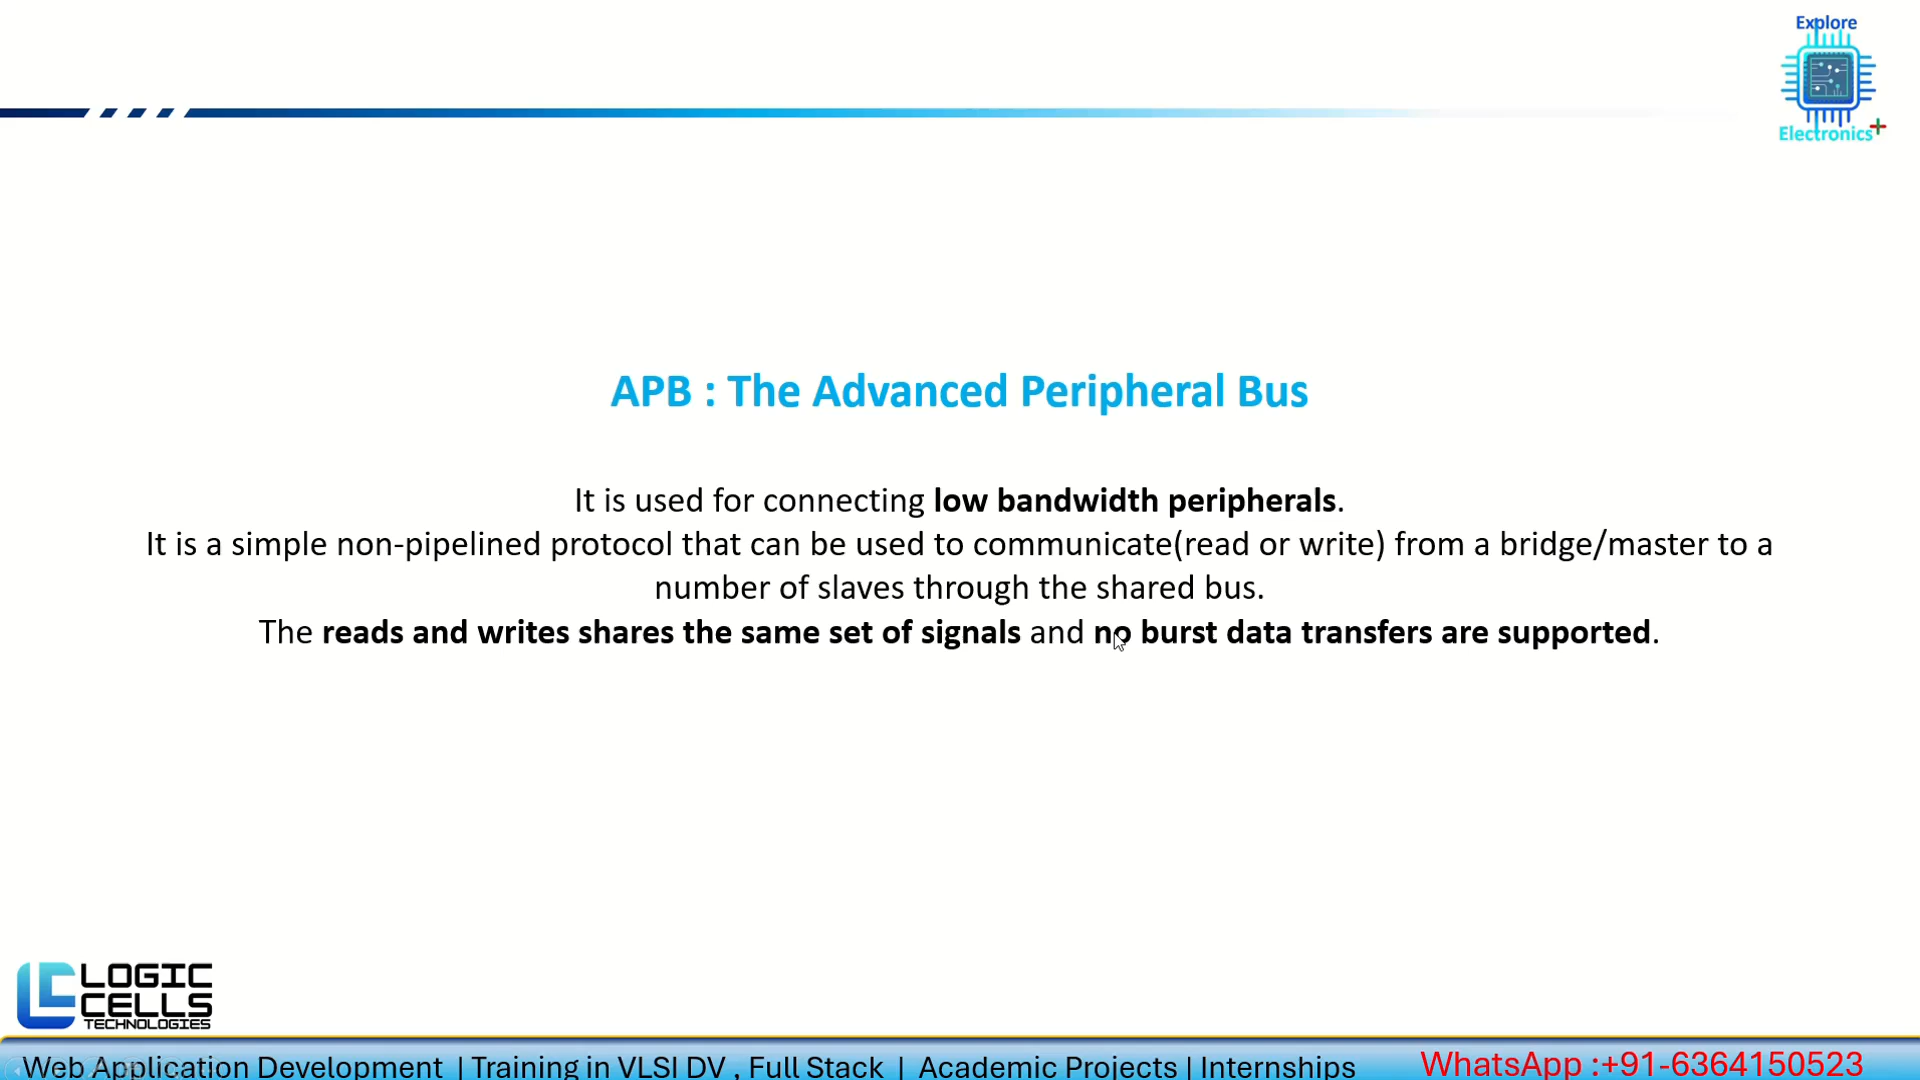 Explore
Electronics+
APB : The Advanced Peripheral Bus
It is used for connecting low bandwidth peripherals.
It is a simple non-pipelined protocol that can be used to communicate(read or write) from a bridge/master to a
number of slaves through the shared bus.
The reads and writes shares the same set of signals and no burst data transfers are supported.
LOGIC
CELLS
TECHNOLOGIES
Web Application Development | Training in VLSI DV , Full Stack | Academic Projects | Internships
WhatsApp :+91-6364150523